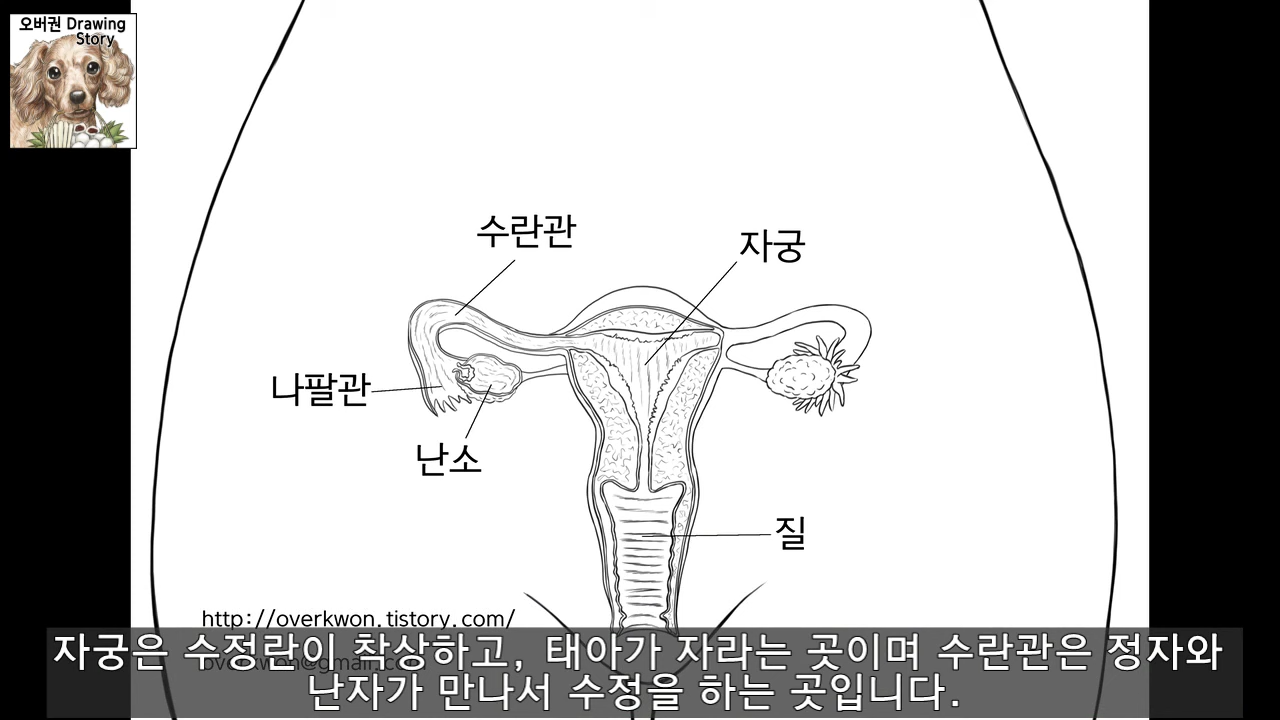 오버권 Drawing
Story
수란관
자궁
나팔관
난소
질
http://overkwon.tistory.com/
overkwon@gmail.com
자궁은 수정란이 착상하고, 태아가 자라는 곳이며 수란관은 정자와
난자가 만나서 수정을 하는 곳입니다.